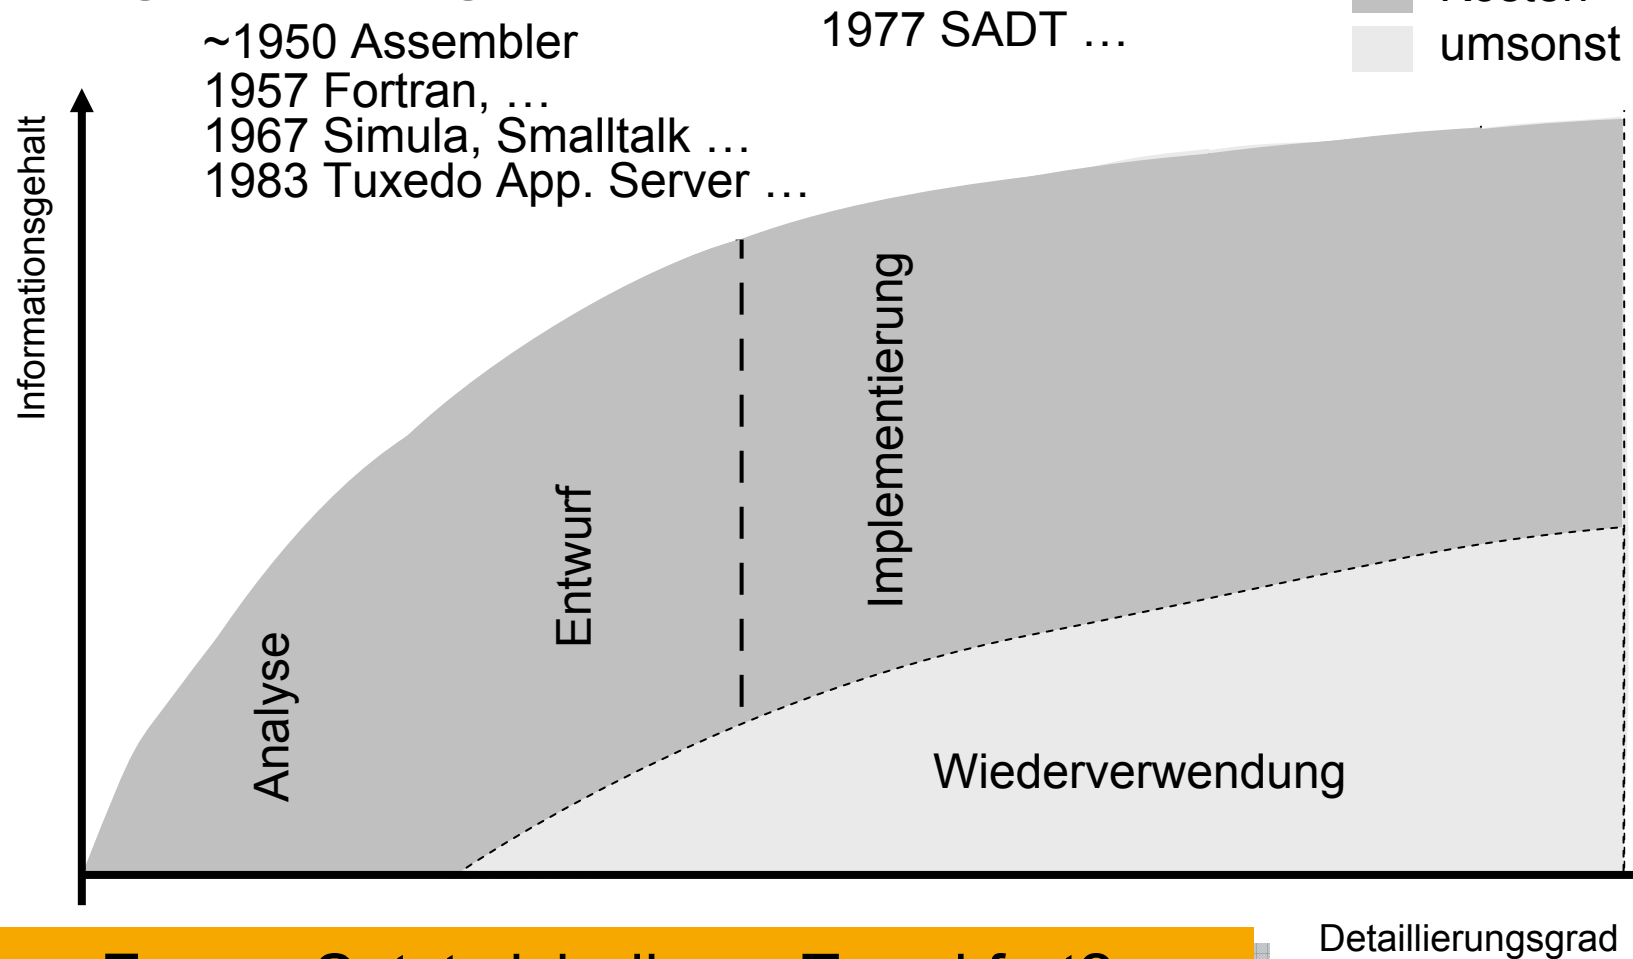 ~1950 Assembler
1957 Fortran, …
1967 Simula, Smalltalk …
1983 Tuxedo App. Server …
1977 SADT …
umsonst
Informationsgehalt
Analyse
Entwurf
Implementierung
Wiederverwendung
Detaillierungsgrad